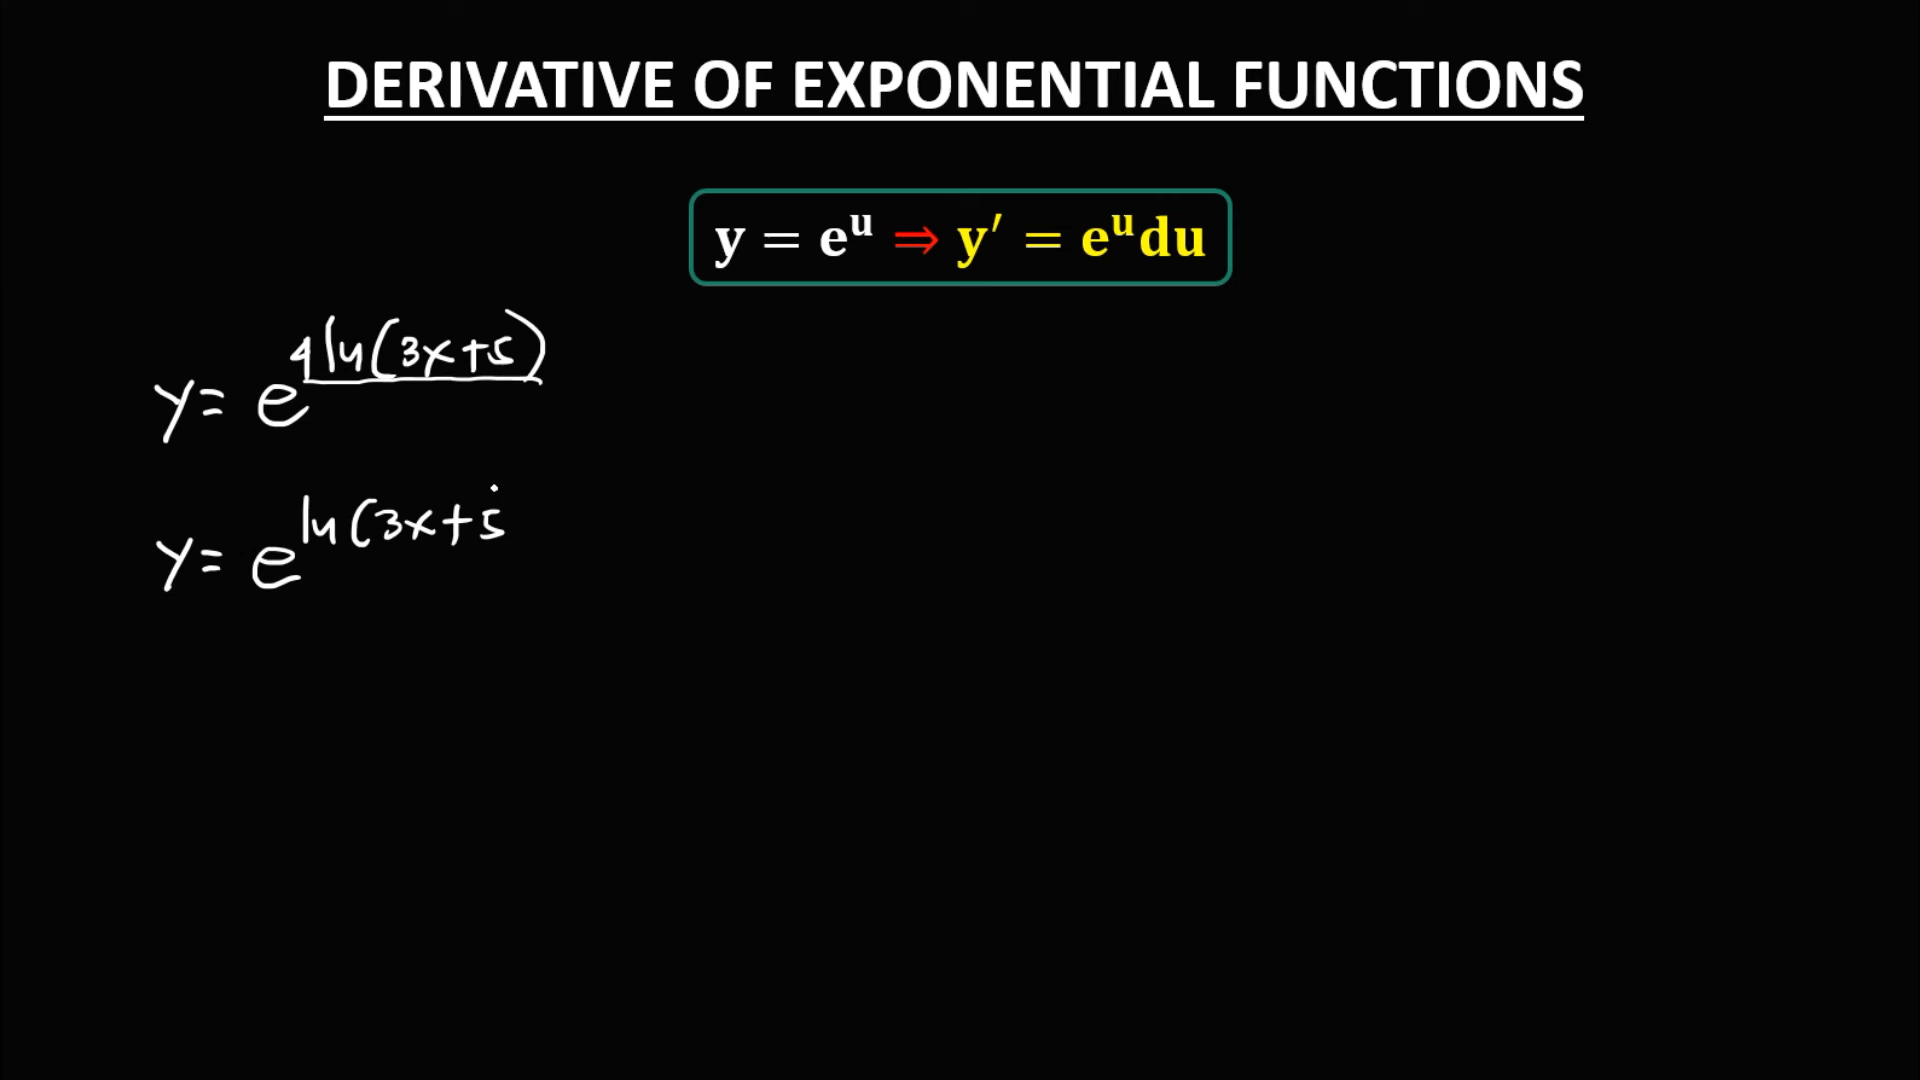 DERIVATIVE OF EXPONENTIAL FUNCTIONS
y = e^u ⇒ y′ = e^u du
y = e^4ln(3x+5)
y = e^ln(3x+5